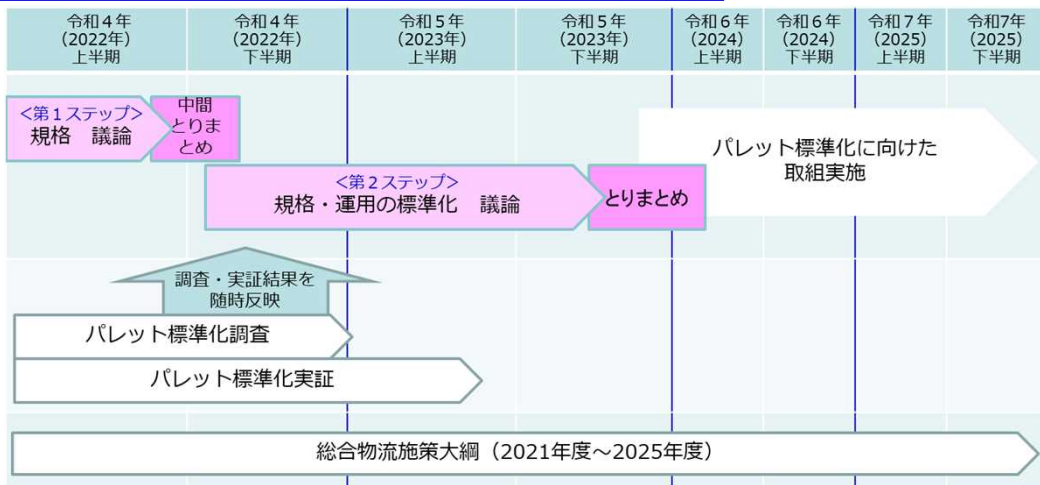 令和４年
（2022年）
上半期
令和４年
（2022年）
下半期
令和５年
（2023年）
上半期
令和５年
（2023年）
下半期
令和６年
（2024）
上半期
令和６年
（2024）
下半期
令和７年
（2025）
上半期
令和7年
（2025）
下半期
<第１ステップ>
規格　議論
中間
とりま
とめ
<第２ステップ>
規格・運用の標準化　議論
とりまとめ
パレット標準化に向けた
取組実施
調査・実証結果を
随時反映
パレット標準化調査
パレット標準化実証
総合物流施策大綱（2021年度～2025年度）